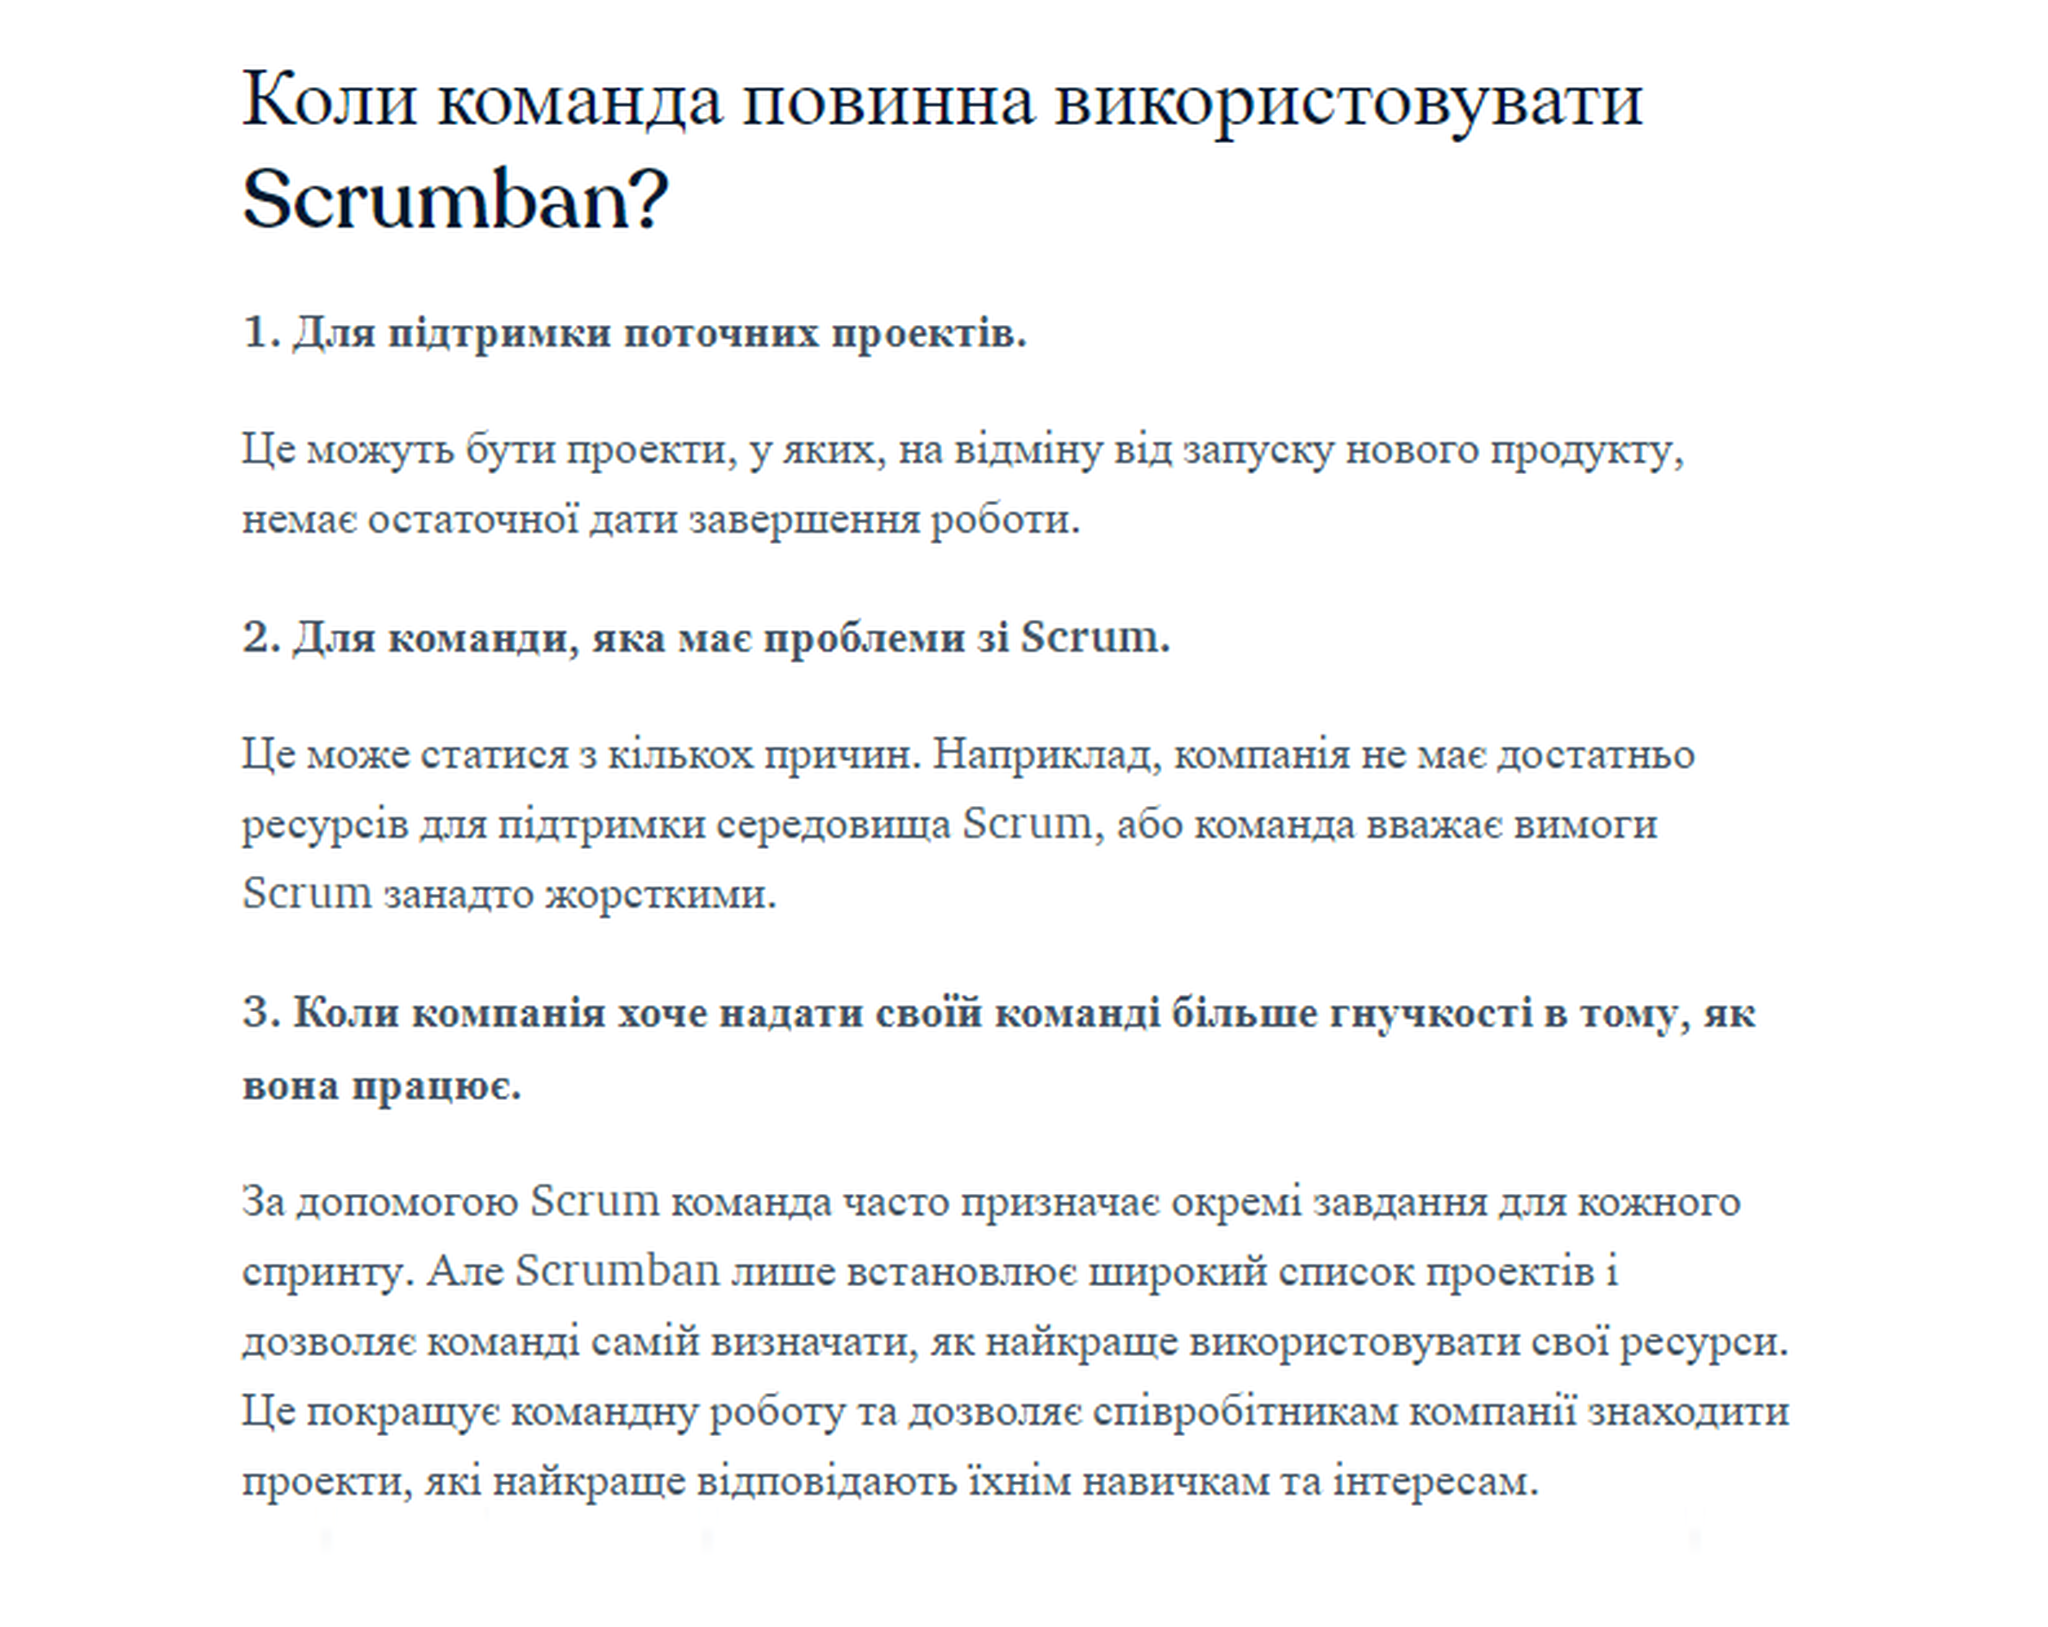 Коли команда повинна використовувати
Scrumban?
1. Для підтримки поточних проектів.
Це можуть бути проекти, у яких, на відміну від запуску нового продукту,
немає остаточної дати завершення роботи.
2. Для команди, яка має проблеми зі Scrum.
Це може статися з кількох причин. Наприклад, компанія не має достатньо
ресурсів для підтримки середовища Scrum, або команда вважає вимоги
Scrum занадто жорсткими.
3. Коли компанія хоче надати своїй команді більше гнучкості в тому, як
вона працює.
За допомогою Scrum команда часто призначає окремі завдання для кожного
спринту. Але Scrumban лише встановлює широкий список проектів і
дозволяє команді самій визначати, як найкраще використовувати свої ресурси.
Це покращує командну роботу та дозволяє співробітникам компанії знаходити
проекти, які найкраще відповідають їхнім навичкам та інтересам.